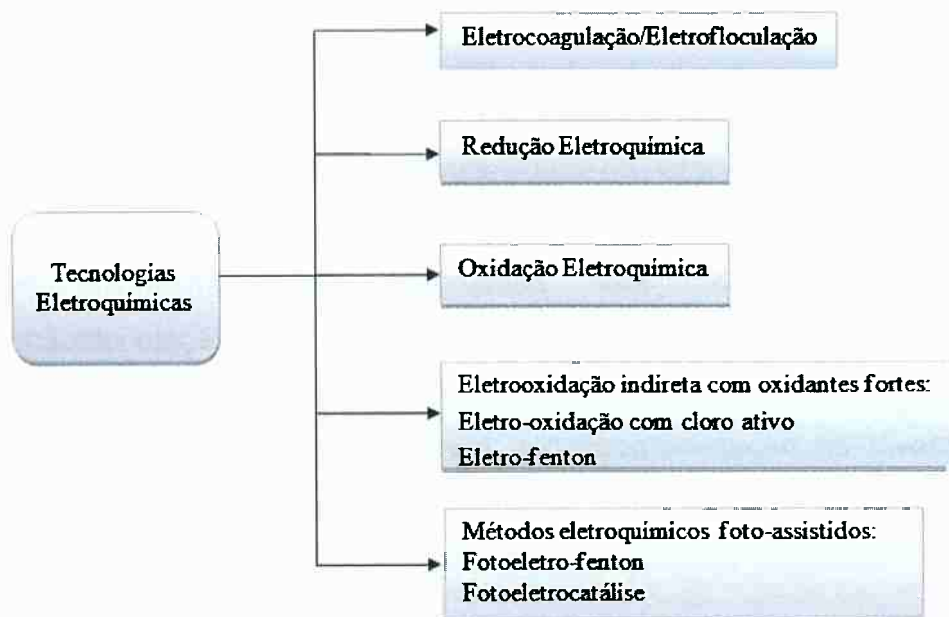 Eletrocoagulação/Eletrofloculação
Redução Eletroquímica
Tecnologias
Eletroquímicas
Oxidação Eletroquímica
Eletrooxidação indireta com oxidantes fortes:
Eletro-oxidação com cloro ativo
Eletro-fenton
Métodos eletroquímicos foto-assistidos:
Fotoeletro-fenton
Fotoeletrocatálise